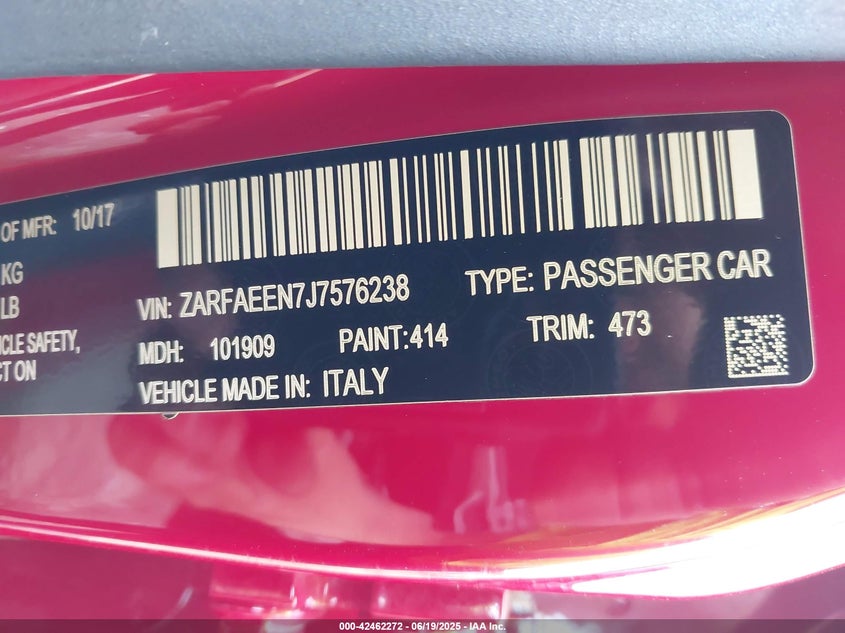 OF MFR: 10/17
KG
LB
VIN: ZARFAEEN7J7576238 TYPE: PASSENGER CAR
CLE SAFETY,
MDH: 101909 PAINT:414 TRIM: 473
CT ON
VEHICLE MADE IN: ITALY
000-42462272 - 06/19/2025 - IAA Inc.